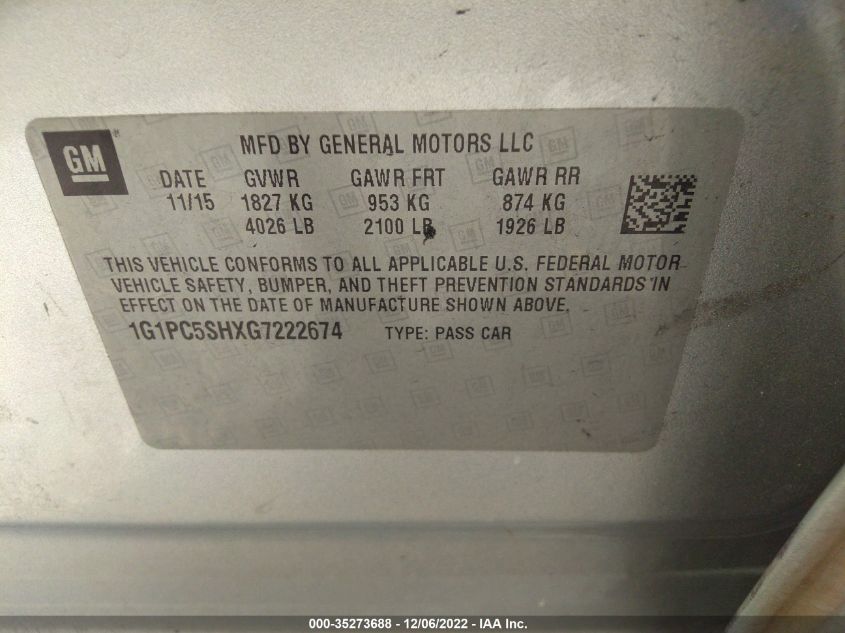 GM
MFD BY GENERAL MOTORS LLC
DATE GVWR GAWR FRT GAWR RR
11/15 1827 KG 953 KG 874 KG
4026 LB 2100 LB 1926 LB
THIS VEHICLE CONFORMS TO ALL APPLICABLE U.S. FEDERAL MOTOR
VEHICLE SAFETY, BUMPER, AND THEFT PREVENTION STANDARDS IN
EFFECT ON THE DATE OF MANUFACTURE SHOWN ABOVE.
1G1PC5SHXG7222674 TYPE: PASS CAR
000-35273688 - 12/06/2022 - IAA Inc.